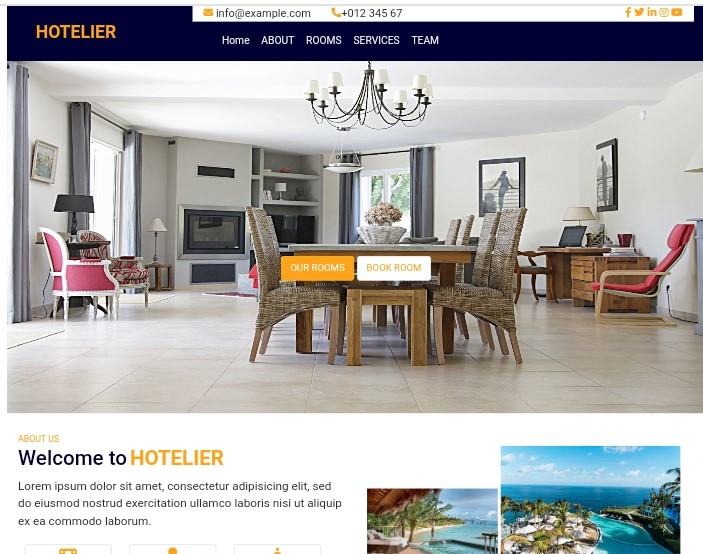 info@example.com +012 345 67
HOTELIER
Home ABOUT ROOMS SERVICES TEAM
OUR ROOMS BOOK ROOM
ABOUT US
Welcome to HOTELIER
Lorem ipsum dolor sit amet, consectetur adipisicing elit, sed
do eiusmod nostrud exercitation ullamco laboris nisi ut aliquip
ex ea commodo laborum.